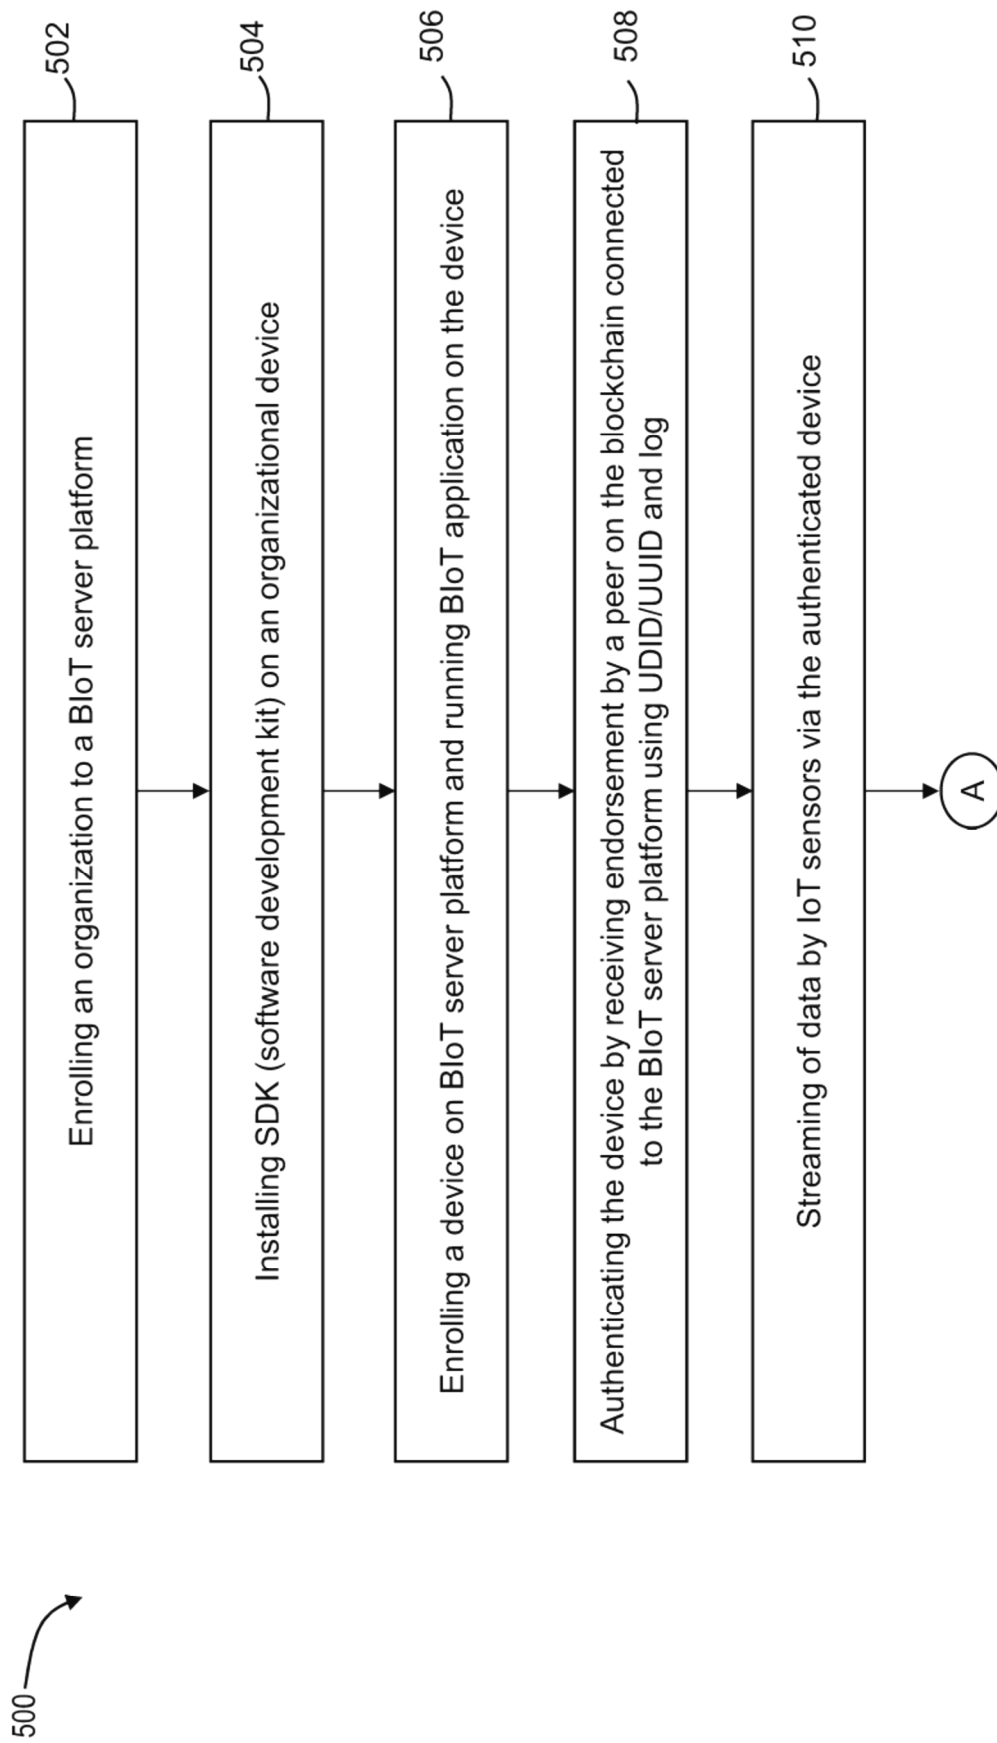 500
502
Enrolling an organization to a BIoT server platform
504
Installing SDK (software development kit) on an organizational device
506
Enrolling a device on BIoT server platform and running BIoT application on the device
508
Authenticating the device by receiving endorsement by a peer on the blockchain connected
to the BIoT server platform using UDID/UUID and log
510
Streaming of data by IoT sensors via the authenticated device
A